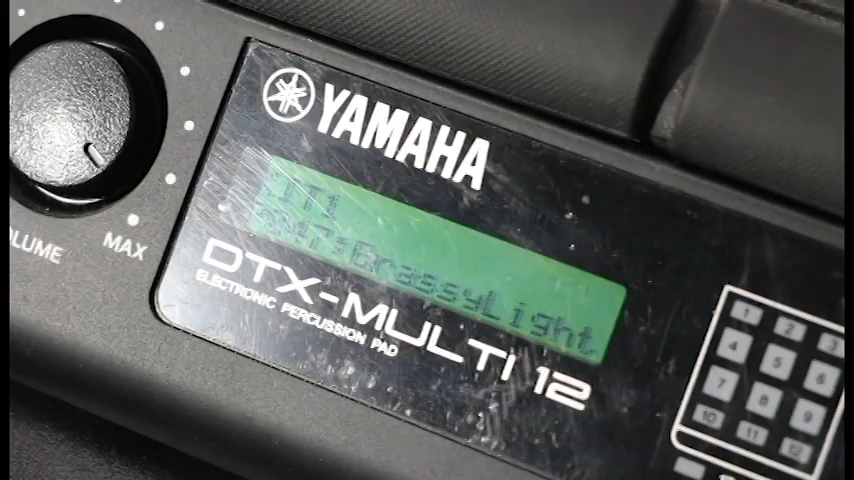 YAMAHA
BrassyLight
DTX-MULTI 12
ELECTRONIC PERCUSSION PAD
MAX
1 2 3
4 5 6
7 8 9
10 11 12